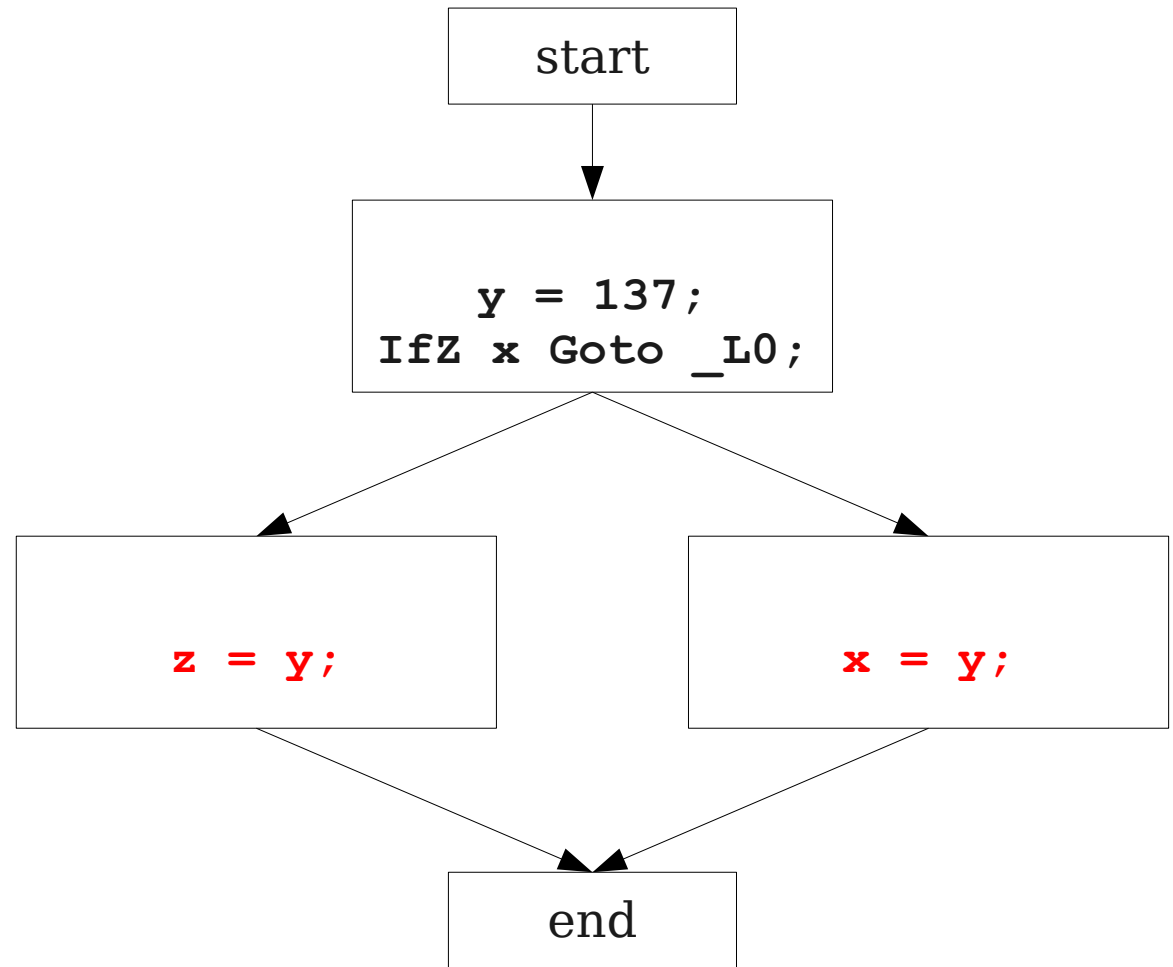 start
y = 137;
IfZ x Goto _L0;
z = y;
x = y;
end